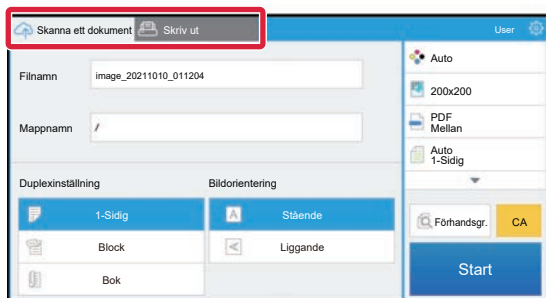 Skanna ett dokument Skriv ut User
Filnamn image_20211010_011204
Mappnamn /
Duplexinställning Bildorientering
1-Sidig Stående
Block Liggande
Bok
Auto
200x200
PDF
Mellan
Auto
1-Sidig
Förhandsgr. CA
Start